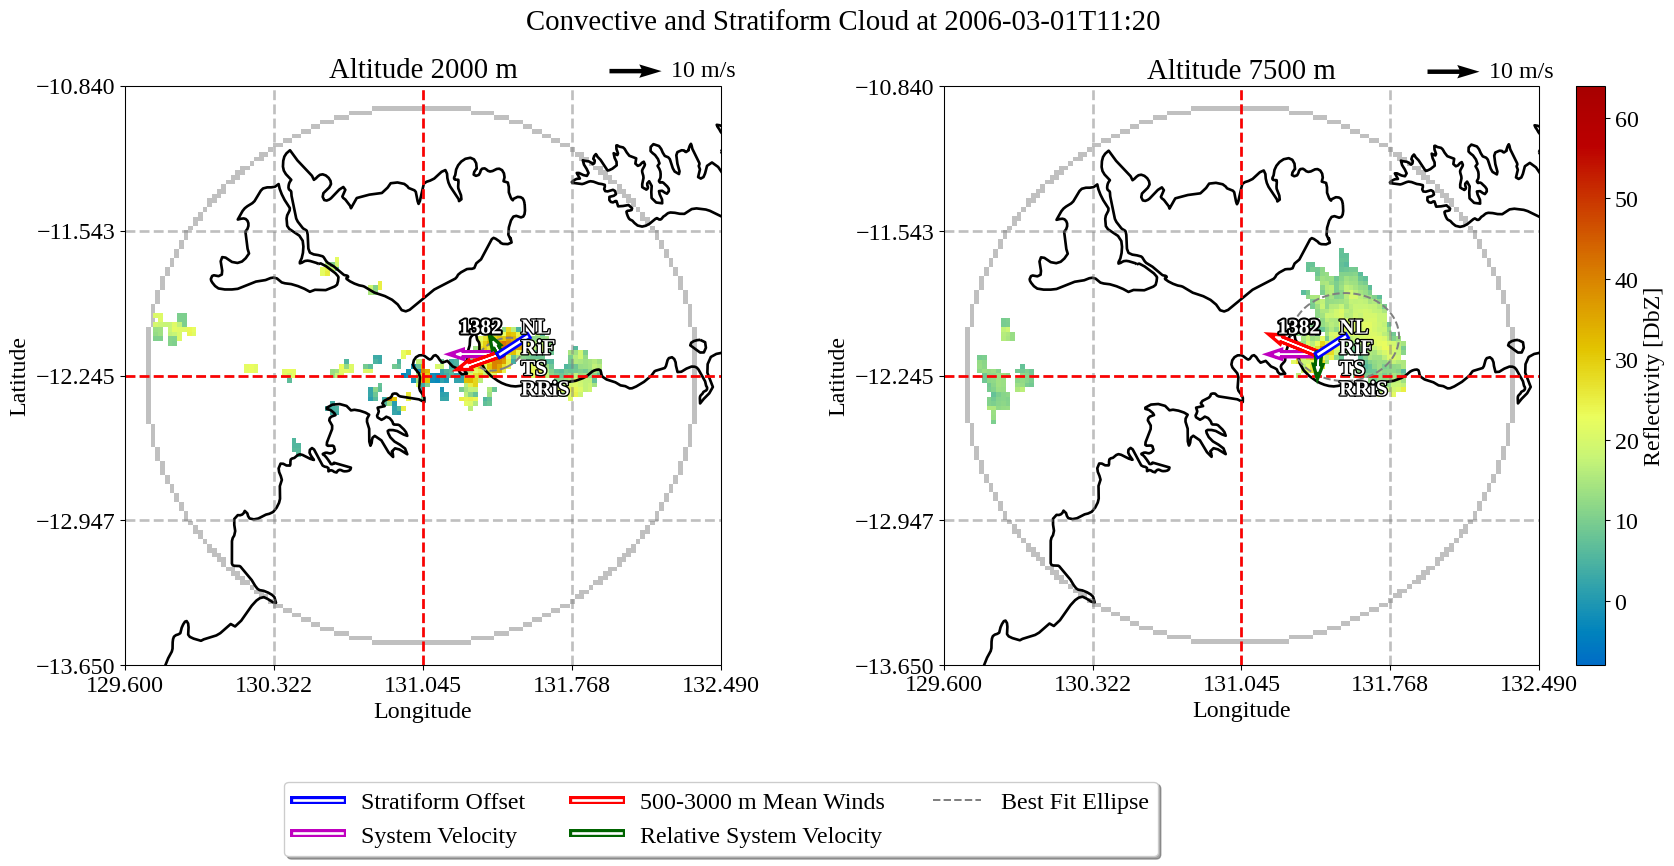 Convective and Stratiform Cloud at 2006-03-01T11:20
Altitude 2000 m
10 m/s
−10.840
−11.543
−12.245
−12.947
−13.650
129.600
130.322
131.045
131.768
132.490
Longitude
Latitude
1382
NL
RiF
TS
RRiS
Altitude 7500 m
10 m/s
−10.840
−11.543
−12.245
−12.947
−13.650
129.600
130.322
131.045
131.768
132.490
Longitude
Latitude
1382
NL
RiF
TS
RRiS
60
50
40
30
20
10
0
Reflectivity [DbZ]
Stratiform Offset
System Velocity
500-3000 m Mean Winds
Relative System Velocity
Best Fit Ellipse